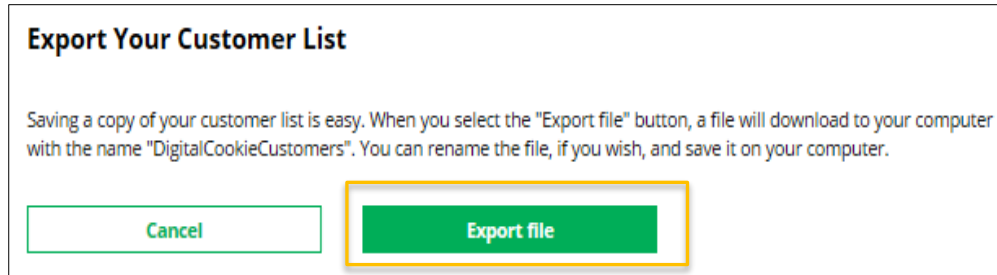 Export Your Customer List
Saving a copy of your customer list is easy. When you select the "Export file" button, a file will download to your computer
with the name "DigitalCookieCustomers". You can rename the file, if you wish, and save it on your computer.
Cancel
Export file